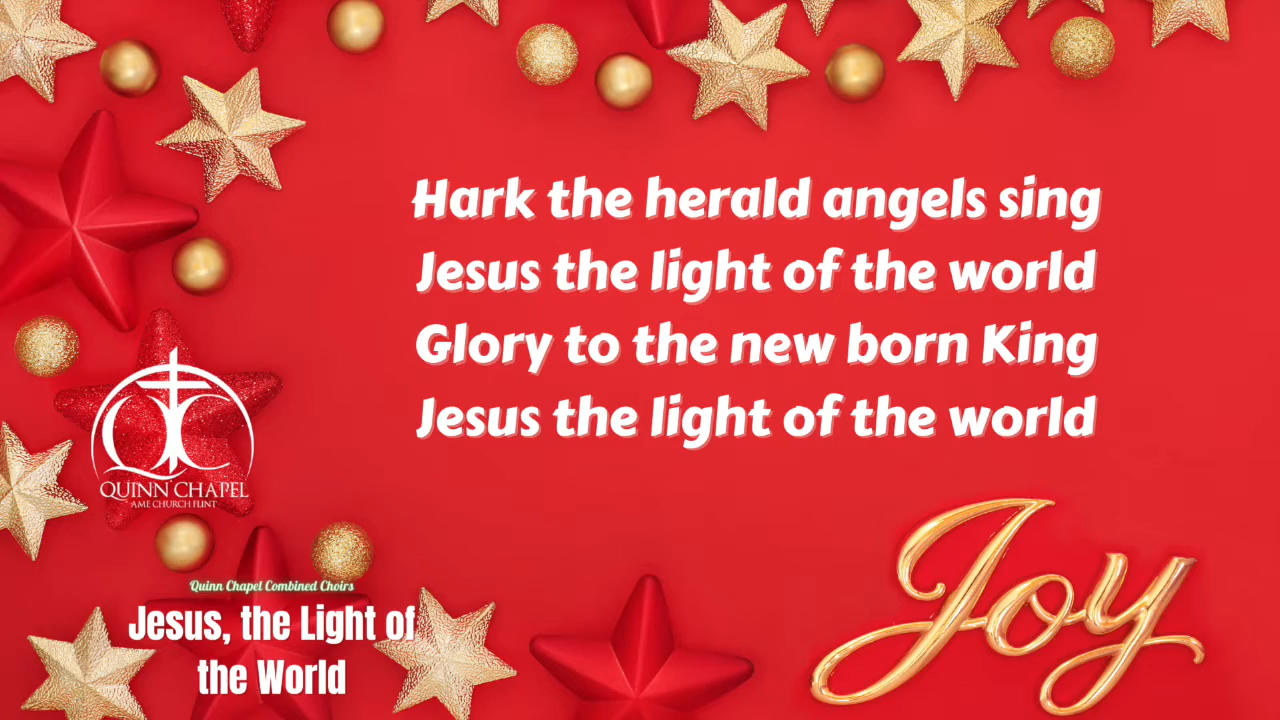 Hark the herald angels sing
Jesus the light of the world
Glory to the new born King
Jesus the light of the world
QC
QUINN CHAPEL
AME CHURCH FLINT
Quinn Chapel Combined Choirs
Jesus, the Light of
the World
Joy